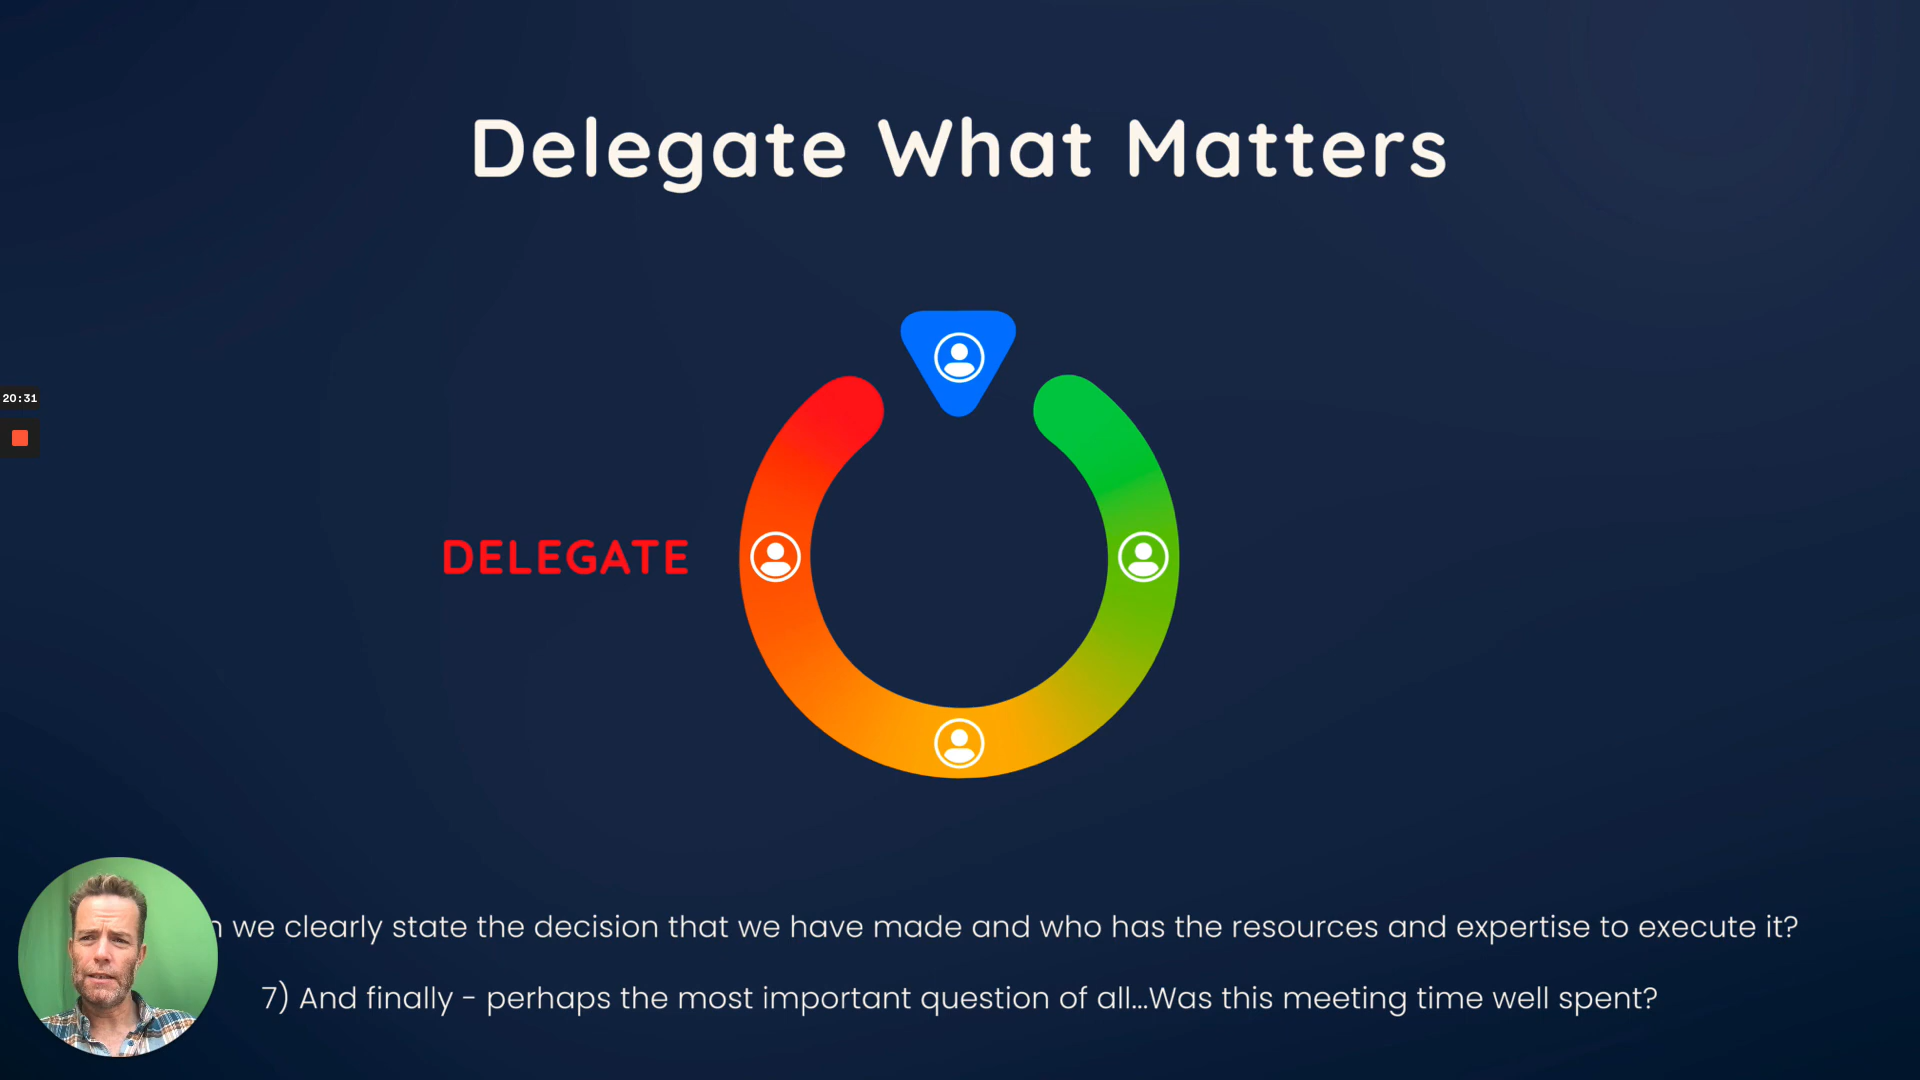 Delegate What Matters
20:31
DELEGATE
we clearly state the decision that we have made and who has the resources and expertise to execute it?
7) And finally - perhaps the most important question of all...Was this meeting time well spent?